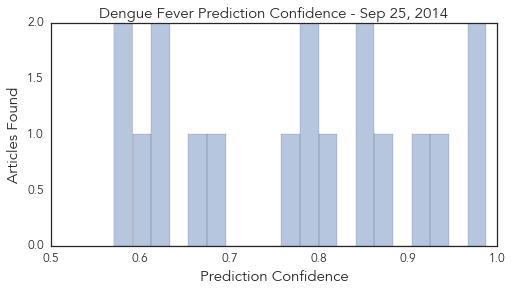 Dengue Fever Prediction Confidence - Sep 25, 2014
2.0
1.5
1.0
0.5
0.0
Articles Found
0.5 0.6 0.7 0.8 0.9 1.0
Prediction Confidence